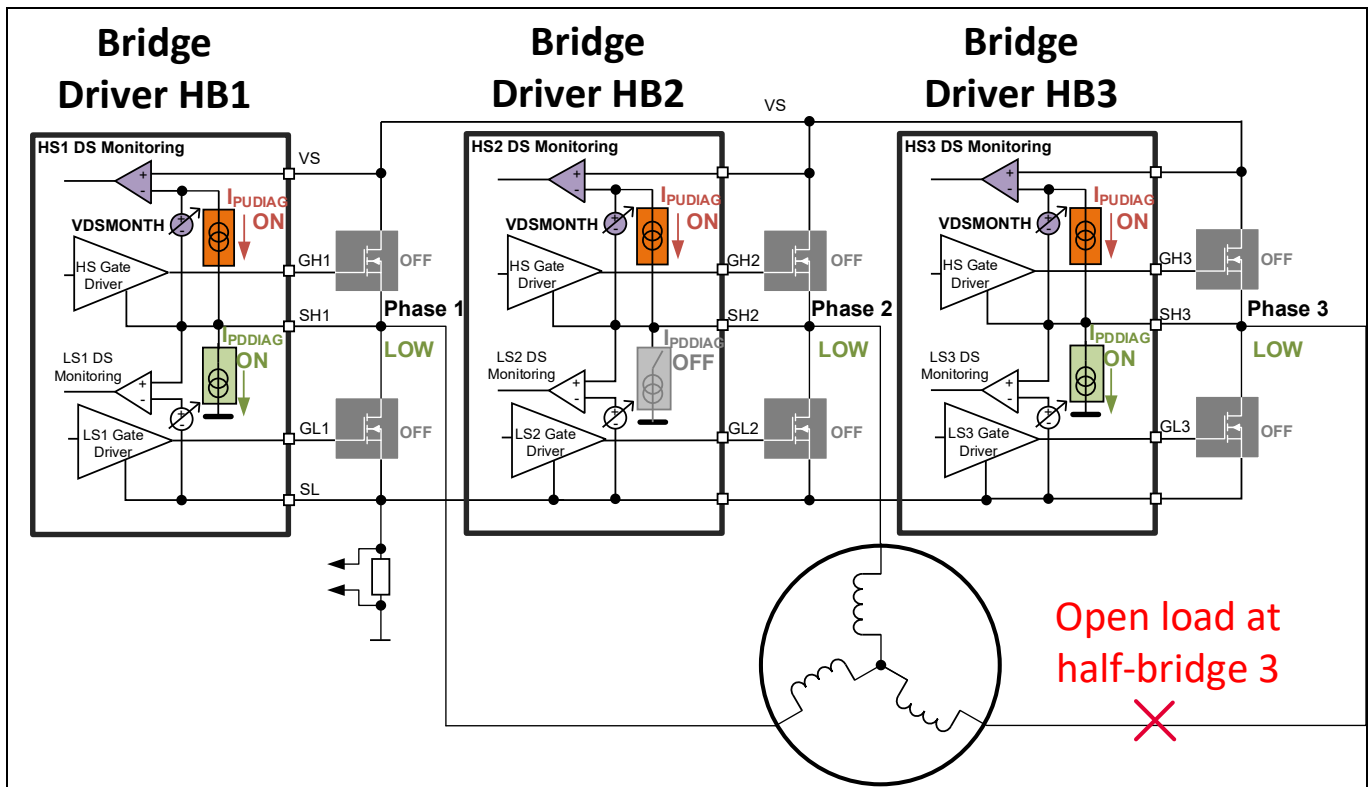 Bridge
Driver HB1
Bridge
Driver HB2
Bridge
Driver HB3
HS1 DS Monitoring
VS
+
-
IPUDIAG
ON
VDSMONTH
+
-
HS Gate
Driver
GH1
OFF
SH1
Phase 1
LOW
IPDDIAG
ON
LS1 DS
Monitoring
+
-
+
-
LS1 Gate
Driver
GL1
OFF
SL
HS2 DS Monitoring
VS
+
-
IPUDIAG
ON
VDSMONTH
+
-
HS Gate
Driver
GH2
OFF
SH2
Phase 2
LOW
IPDDIAG
OFF
LS2 DS
Monitoring
+
-
+
-
LS2 Gate
Driver
GL2
OFF
HS3 DS Monitoring
+
-
IPUDIAG
ON
VDSMONTH
+
-
HS Gate
Driver
GH3
OFF
SH3
Phase 3
LOW
IPDDIAG
ON
LS3 DS
Monitoring
+
-
+
-
LS3 Gate
Driver
GL3
OFF
Open load at
half-bridge 3